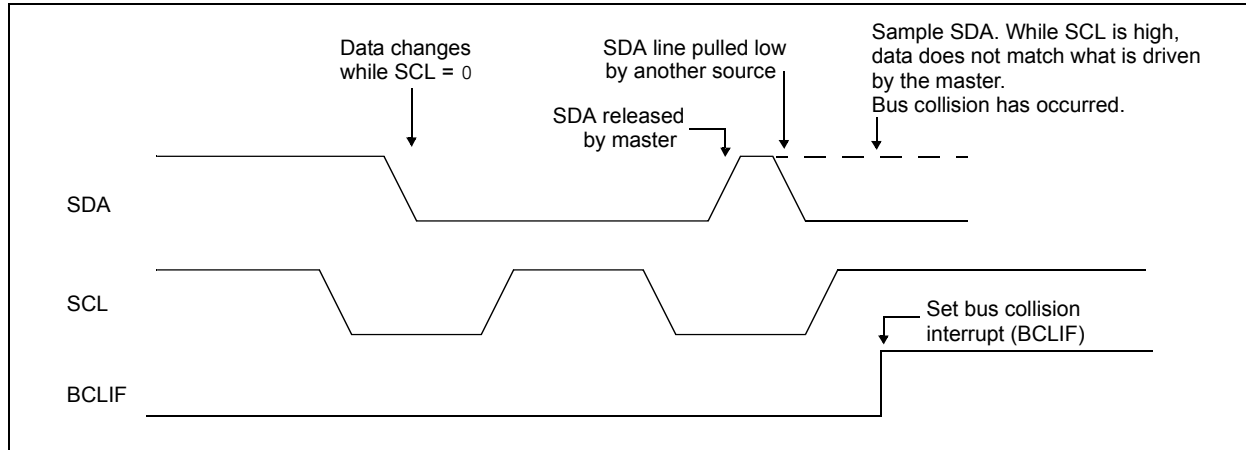 Data changes
while SCL = 0
SDA line pulled low
by another source
SDA released
by master
Sample SDA. While SCL is high,
data does not match what is driven
by the master.
Bus collision has occurred.
SDA
SCL
Set bus collision
interrupt (BCLIF)
BCLIF